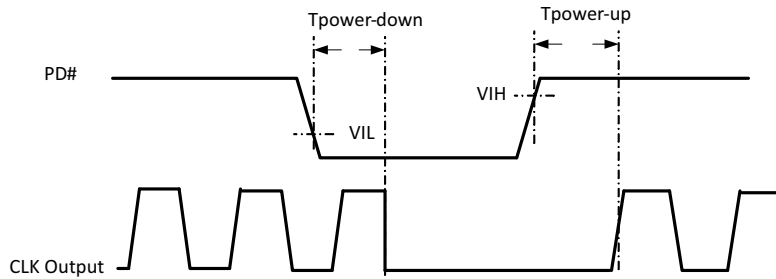 Tpower-down
Tpower-up
PD#
VIH
VIL
CLK Output